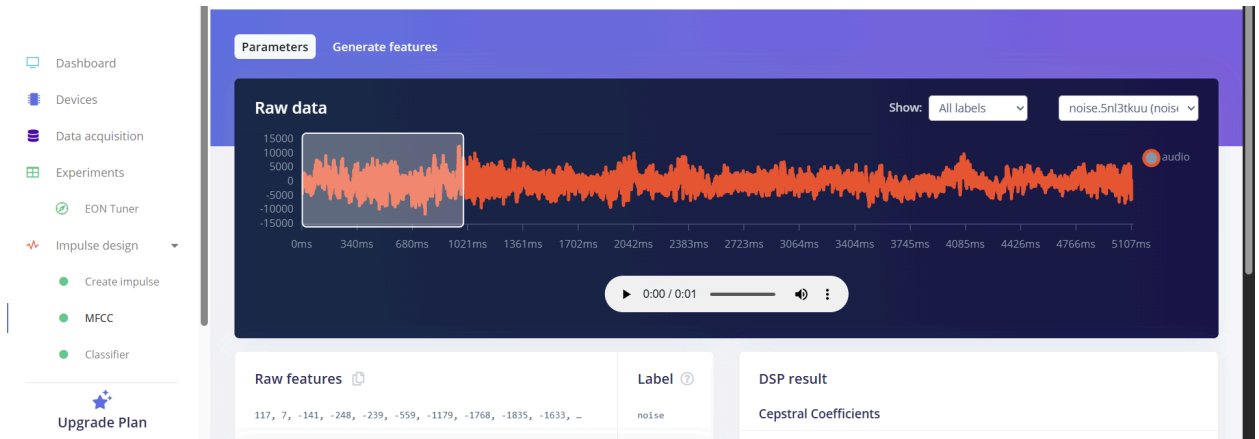 Dashboard
Devices
Data acquisition
Experiments
EON Tuner
Impulse design
Create impulse
MFCC
Classifier
Upgrade Plan
Parameters Generate features
Raw data
Show: All labels noise.5nl3tkuu (nois
15000
10000
5000
0
-5000
-10000
-15000
audio
0ms 340ms 680ms 1021ms 1361ms 1702ms 2042ms 2383ms 2723ms 3064ms 3404ms 3745ms 4085ms 4426ms 4766ms 5107ms
0:00 / 0:01
Raw features Label
117, 7, -141, -248, -239, -559, -1179, -1768, -1835, -1633, … noise
DSP result
Cepstral Coefficients